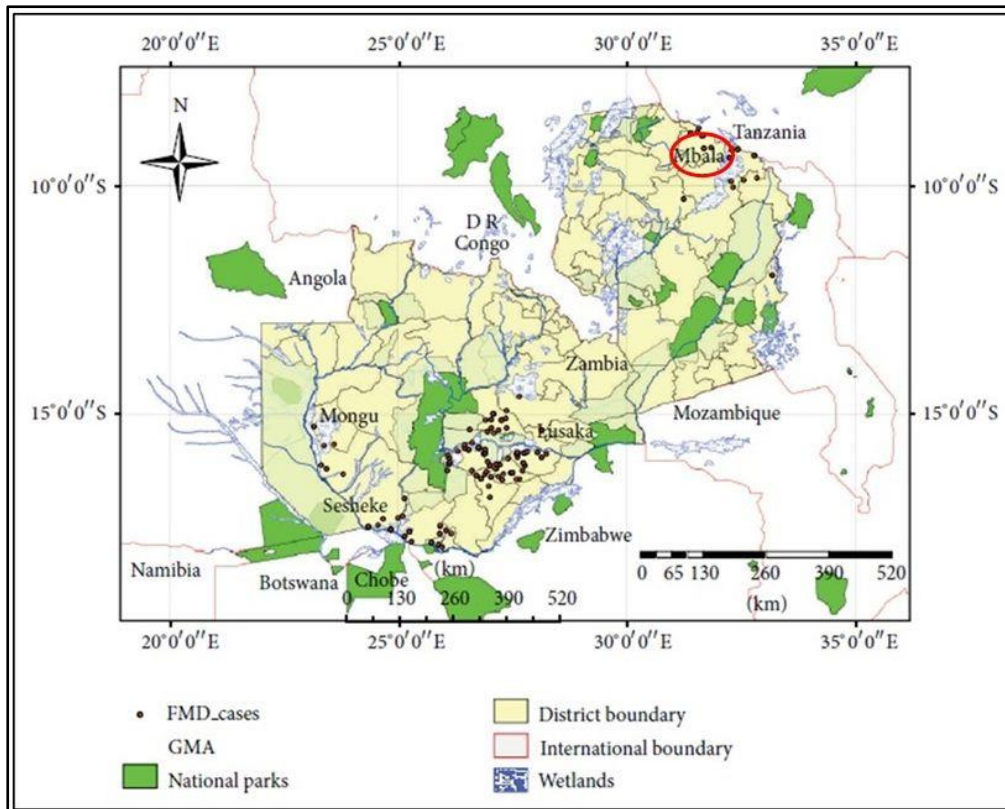 20°0′0″E 25°0′0″E 30°0′0″E 35°0′0″E
N
Tanzania
Mbala
10°0′0″S 10°0′0″S
D R
Congo
Angola
Zambia
15°0′0″S 15°0′0″S
Mongu
Mozambique
Lusaka
Sesheke
Zimbabwe
Namibia
Botswana
Chobe
(km)
0 130 260 390 520
0 65 130 260 390 520
(km)
20°0′0″E 25°0′0″E 30°0′0″E 35°0′0″E
FMD_cases
GMA
National parks
District boundary
International boundary
Wetlands